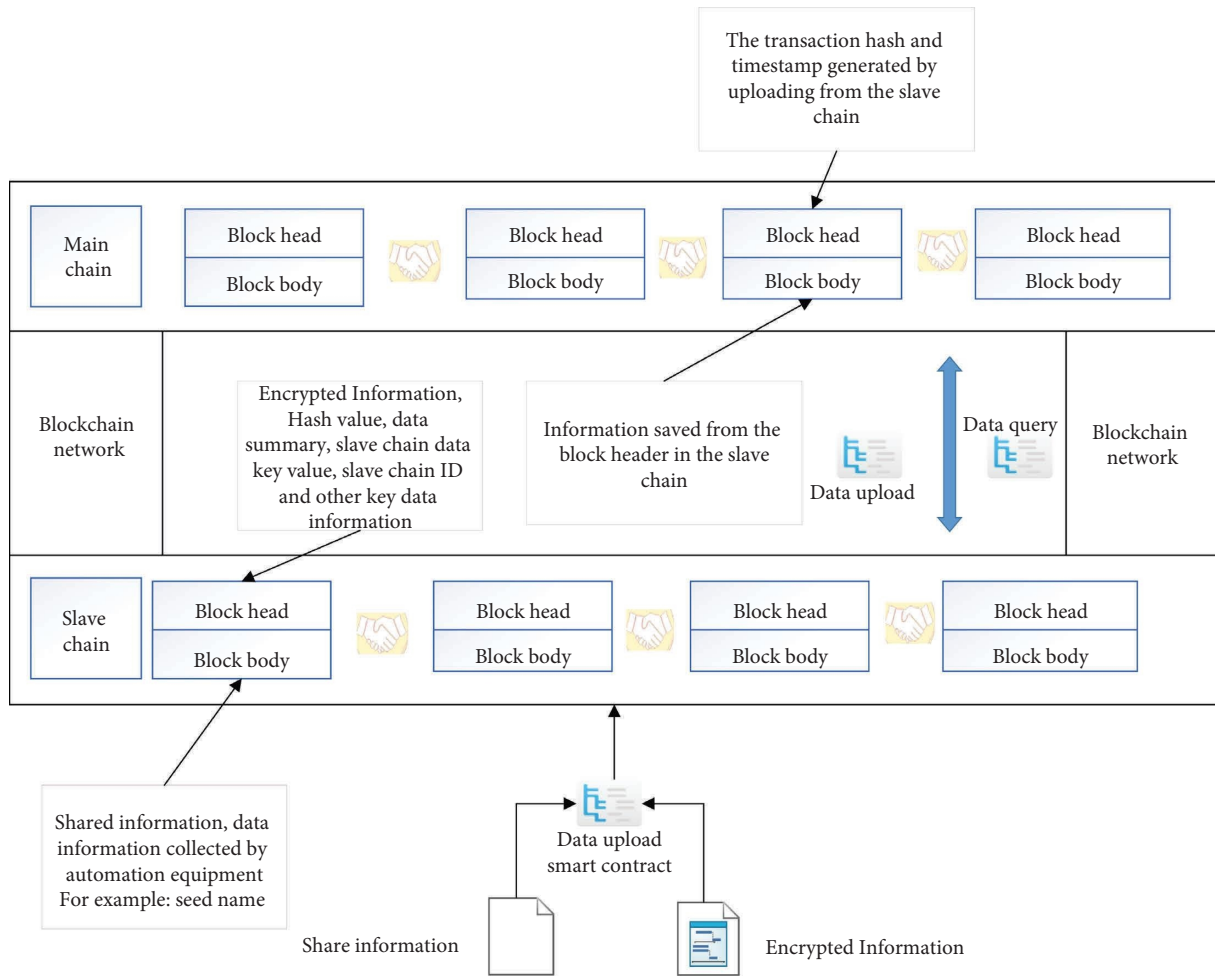 The transaction hash and
timestamp generated by
uploading from the slave
chain
Main
chain
Block head
Block body
Block head
Block body
Block head
Block body
Block head
Block body
Blockchain
network
Encrypted Information,
Hash value, data
summary, slave chain data
key value, slave chain ID
and other key data
information
Information saved from the
block header in the slave
chain
Data upload
Data query
Blockchain
network
Slave
chain
Block head
Block body
Block head
Block body
Block head
Block body
Block head
Block body
Shared information, data
information collected by
automation equipment
For example: seed name
Data upload
smart contract
Share information
Encrypted Information